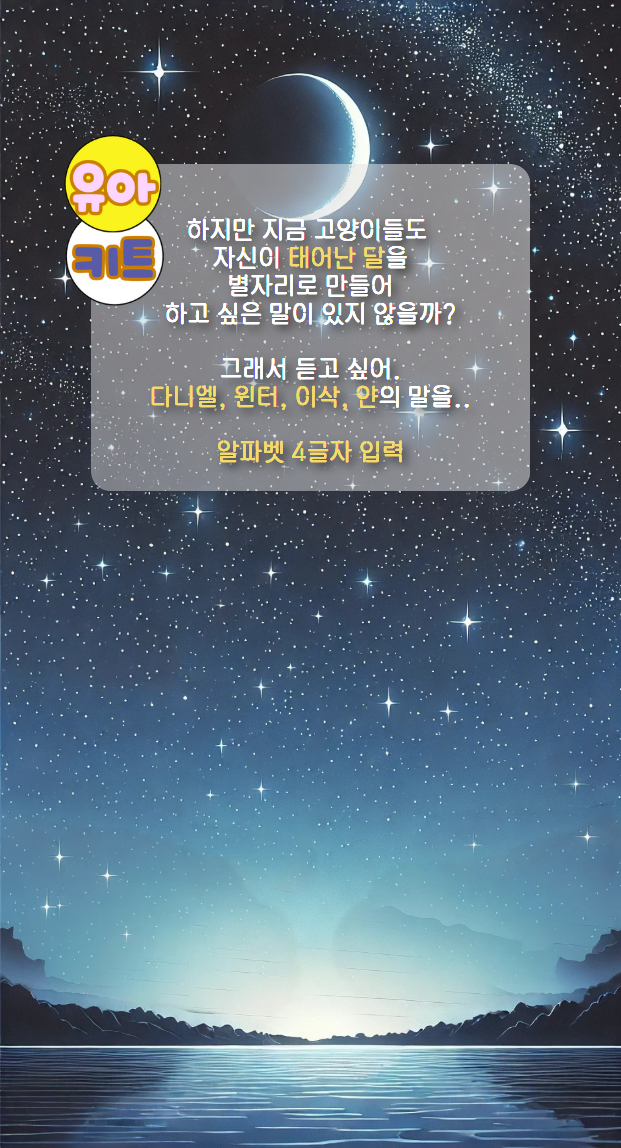 유아
키트
하지만 지금 고양이들도
자신이 태어난 달을
별자리로 만들어
하고 싶은 말이 있지 않을까?
그래서 듣고 싶어.
다니엘, 윈터, 이삭, 얀의 말을..
알파벳 4글자 입력